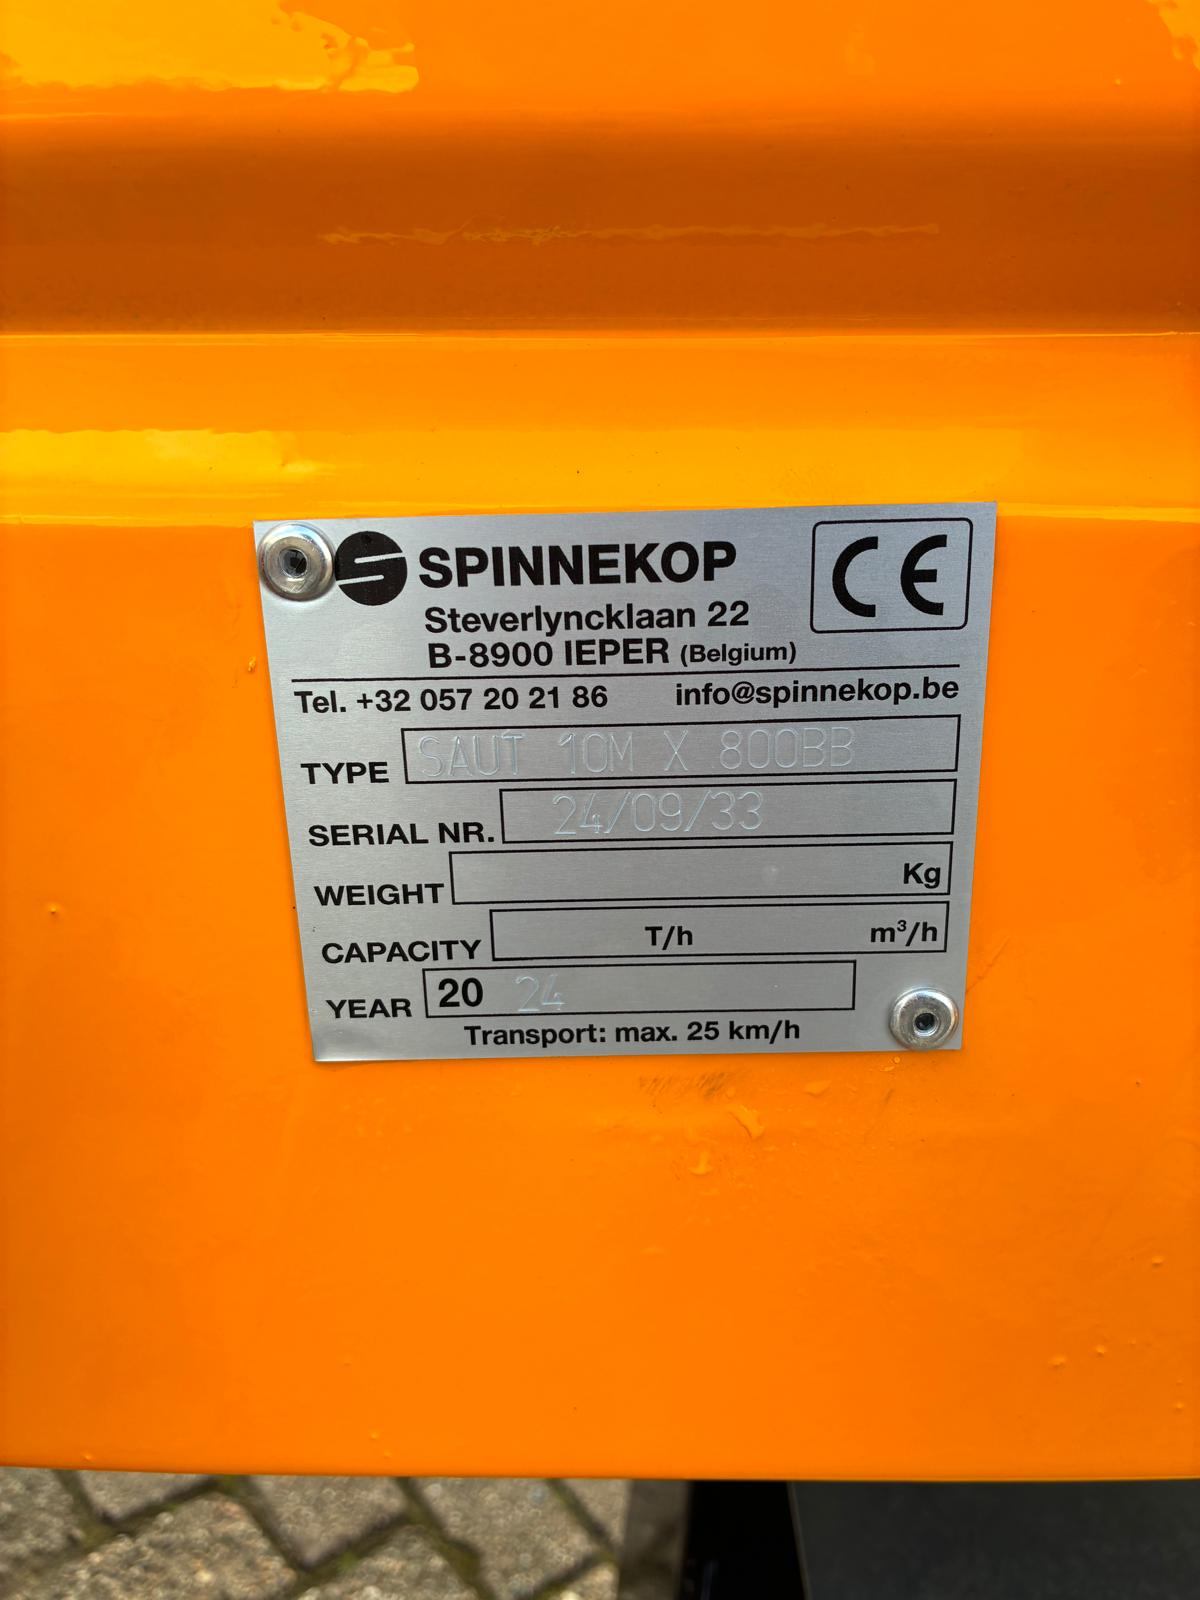 SPINNEKOP
CE
Steverlyncklaan 22
B-8900 IEPER (Belgium)
Tel. +32 057 20 21 86 info@spinnekop.be
TYPE SAUT 10M X 800BB
SERIAL NR. 24/09/33
WEIGHT Kg
CAPACITY T/h m³/h
YEAR 20 24
Transport: max. 25 km/h